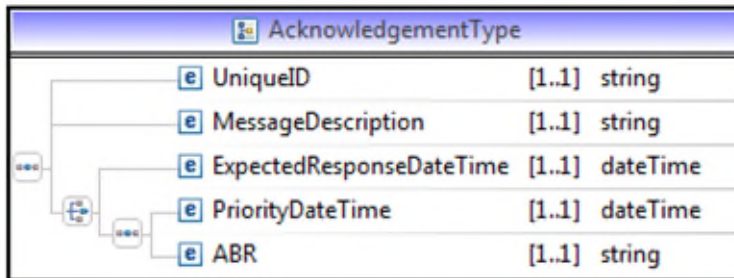 AcknowledgementType
e UniqueID [1..1] string
e MessageDescription [1..1] string
e ExpectedResponseDateTime [1..1] dateTime
e PriorityDateTime [1..1] dateTime
e ABR [1..1] string